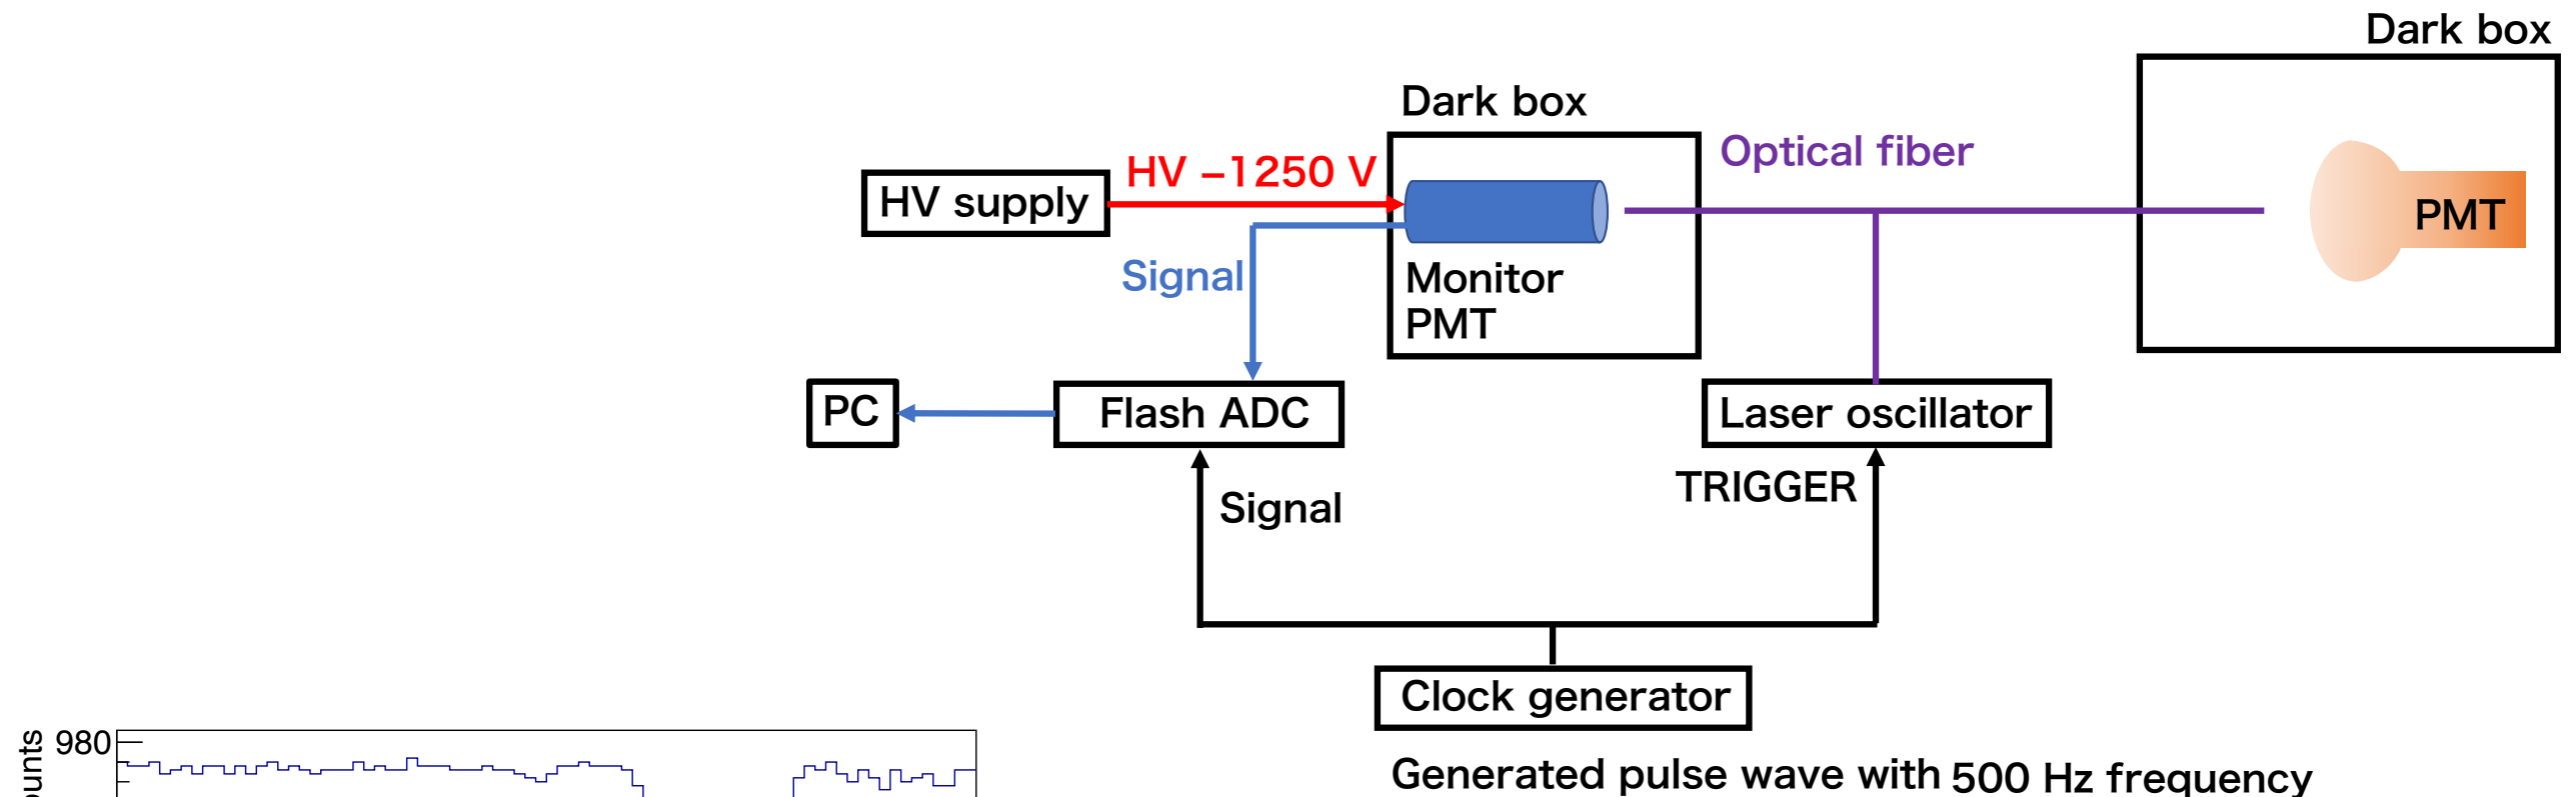 Dark box
Dark box
Optical fiber
HV –1250 V
HV supply
PMT
Signal
Monitor
PMT
PC
Flash ADC
Laser oscillator
TRIGGER
Signal
Clock generator
980
Generated pulse wave with 500 Hz frequency